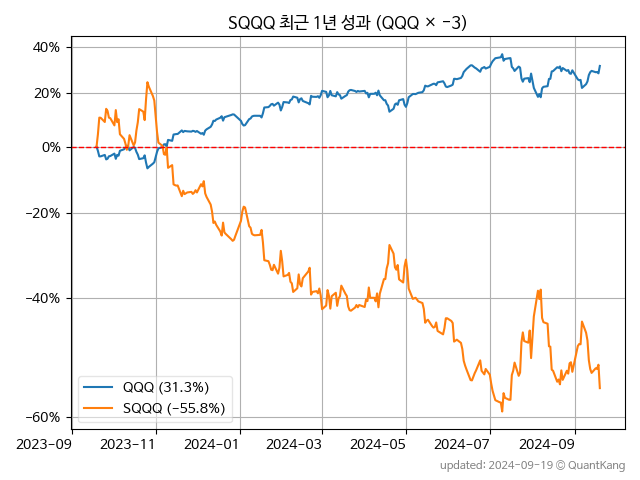 SQQQ 최근 1년 성과 (QQQ × −3)
40%
20%
0%
−20%
−40%
−60%
QQQ (31.3%)
SQQQ (−55.8%)
2023−09 2023−11 2024−01 2024−03 2024−05 2024−07 2024−09
updated: 2024−09−19 © QuantKang